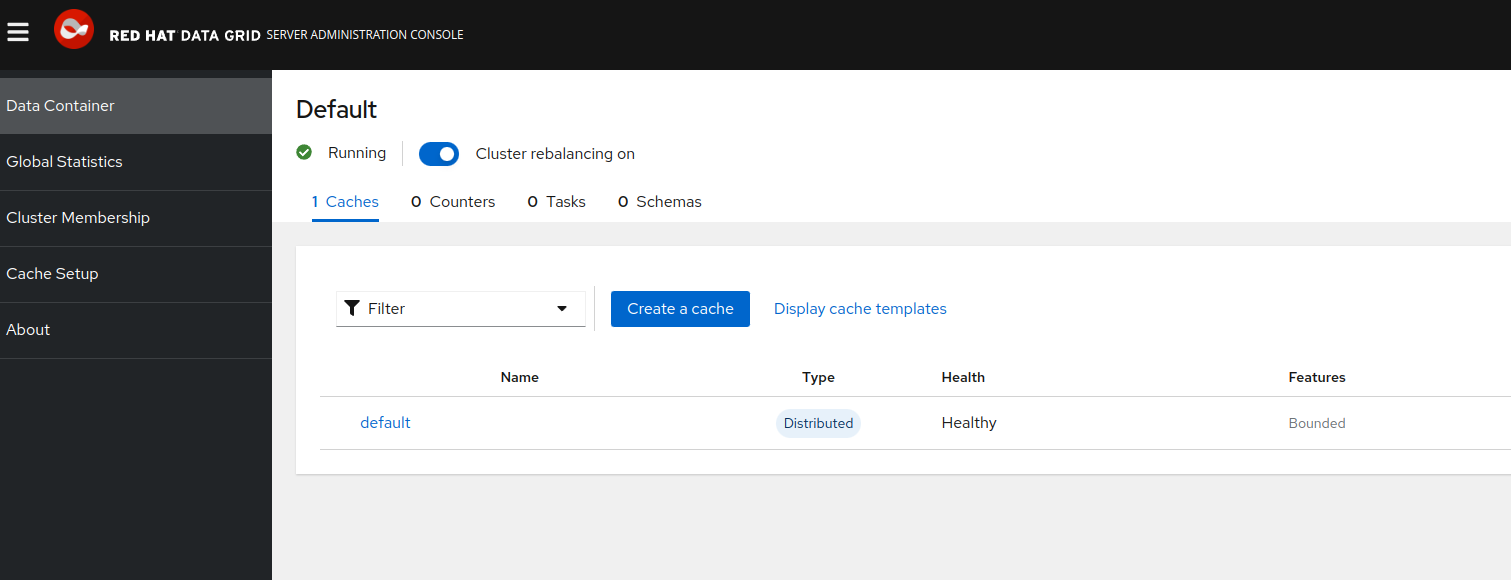 RED HAT DATA GRID SERVER ADMINISTRATION CONSOLE
Data Container
Global Statistics
Cluster Membership
Cache Setup
About
Default
Running Cluster rebalancing on
1 Caches 0 Counters 0 Tasks 0 Schemas
Filter Create a cache Display cache templates
Name Type Health Features
default Distributed Healthy Bounded